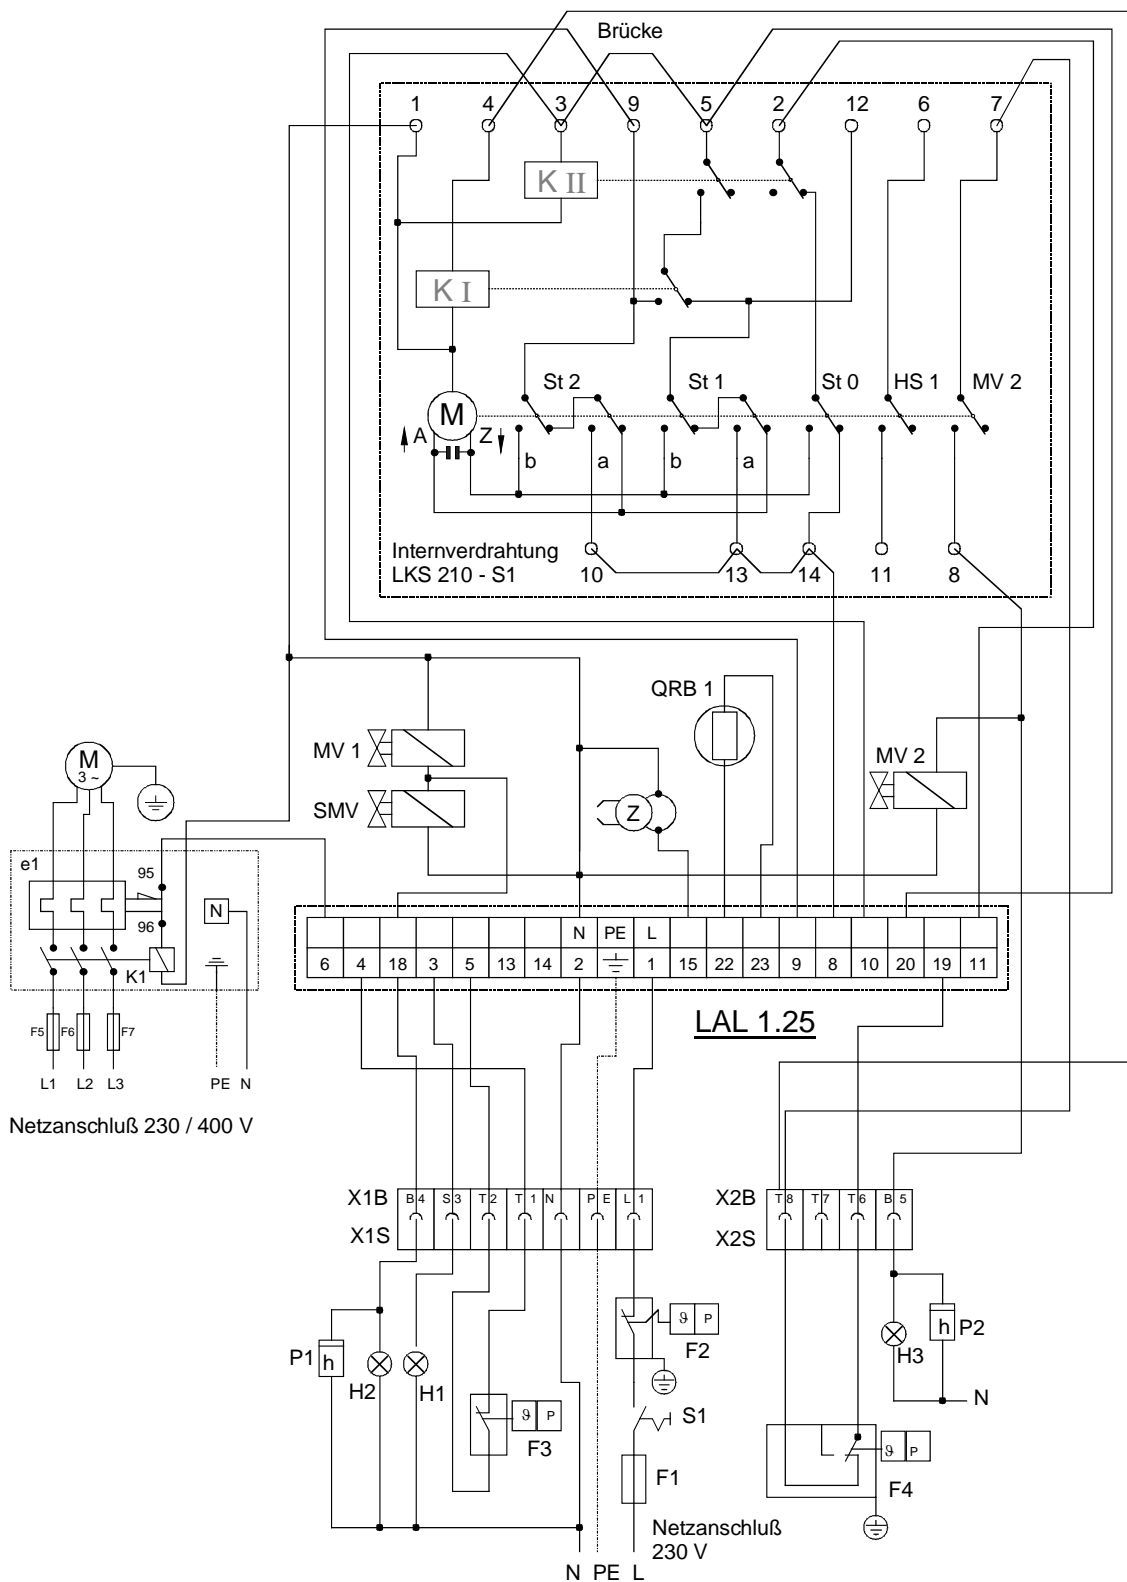 Brücke
1 4 3 9 5 2 12 6 7
K II
K I
St 2 St 1 St 0 HS 1 MV 2
M
A Z
b a b a
Internverdrahtung
LKS 210 - S1
10 13 14 11 8
QRB 1
MV 1
MV 2
SMV
Z
M
3 ~
e1
95
N
96
K1
N PE L
6 4 18 3 5 13 14 2 1 15 22 23 9 8 10 20 19 11
LAL 1.25
F5 F6 F7
L1 L2 L3 PE N
Netzanschluß 230 / 400 V
X1B B4 S3 T2 T1 N PE L1
X1S
X2B T8 T7 T6 B5
X2S
ϑ P
F2
P1 h
H2 H1
h P2
H3
N
S1
ϑ P
F3
ϑ P
F4
F1
Netzanschluß
230 V
N PE L